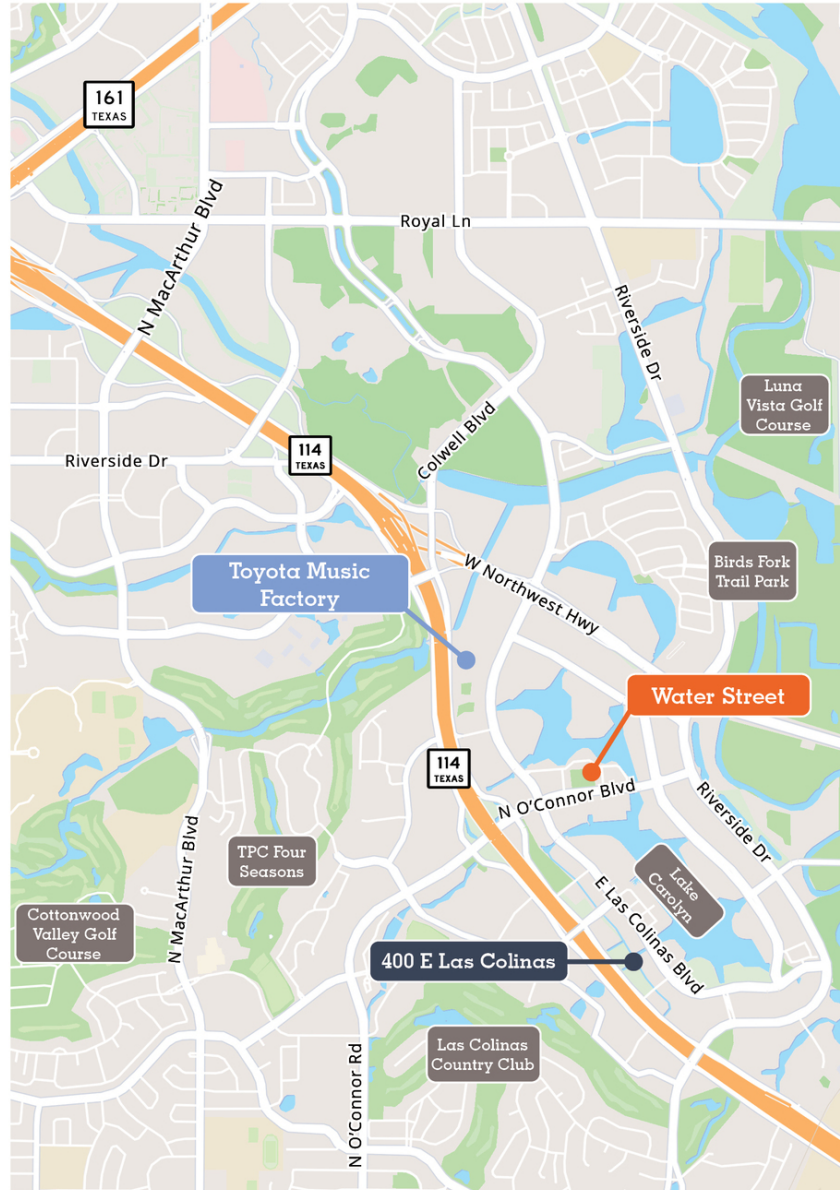 161
TEXAS
N MacArthur Blvd
Royal Ln
Riverside Dr
Luna
Vista Golf
Course
Colwell Blvd
114
TEXAS
Riverside Dr
Toyota Music
Factory
W Northwest Hwy
Birds Fork
Trail Park
Water Street
114
TEXAS
N O'Connor Blvd
Riverside Dr
TPC Four
Seasons
N MacArthur Blvd
Lake
Carolyn
E Las Colinas Blvd
Cottonwood
Valley Golf
Course
400 E Las Colinas
Las Colinas
Country Club
N O'Connor Rd